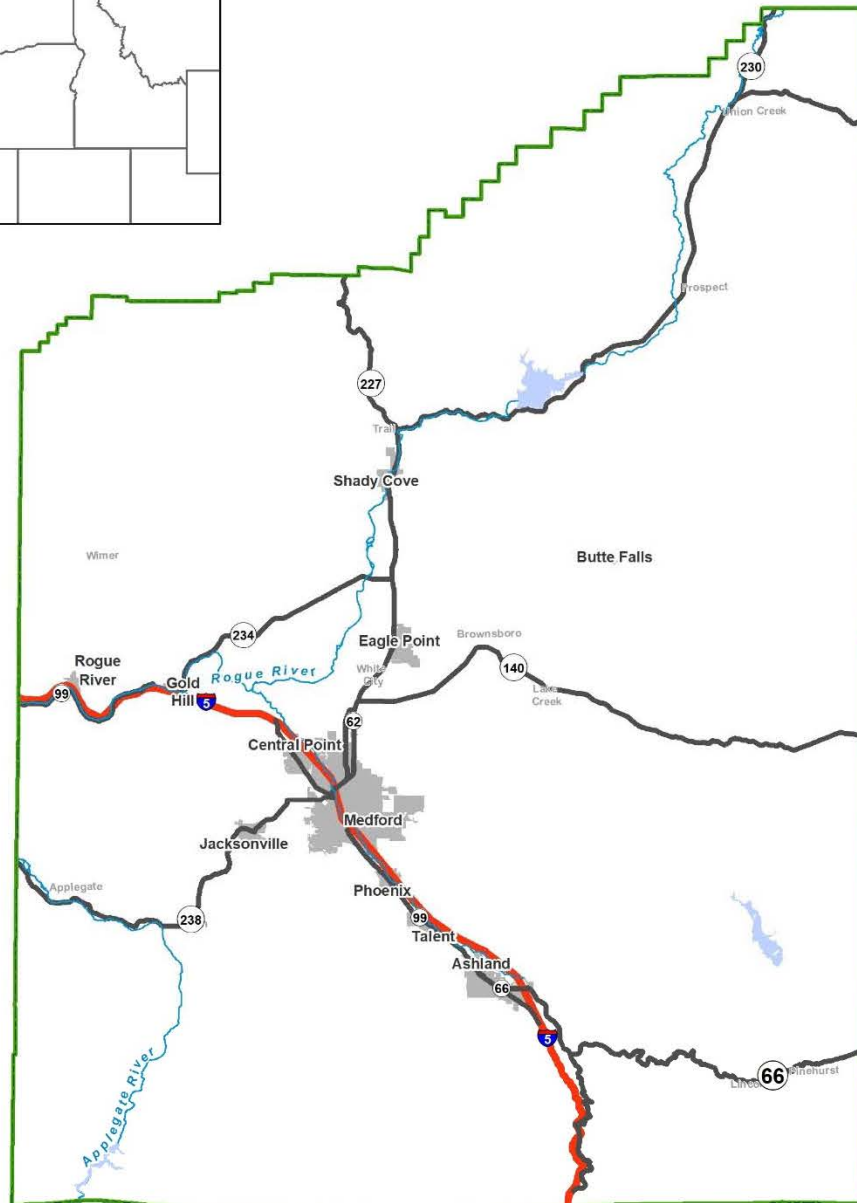 230
Union Creek
Prospect
227
Trail
Shady Cove
Wimer
Butte Falls
234
Eagle Point
Brownsboro
140
Rogue
River
99
Gold
Hill
5
Rogue River
White
City
Lake
Creek
62
Central Point
Medford
Jacksonville
Phoenix
Applegate
238
99
Talent
Ashland
66
5
66
Pinehurst
Applegate River